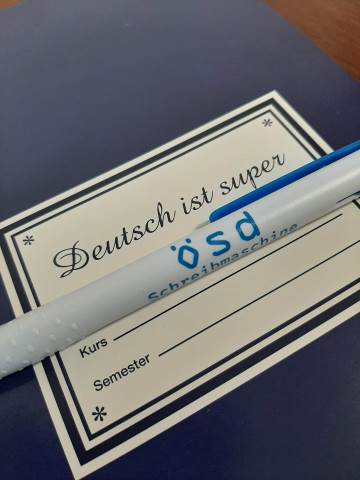 Deutsch ist super
ösd
Schreibmaschine
Kurs
Semester